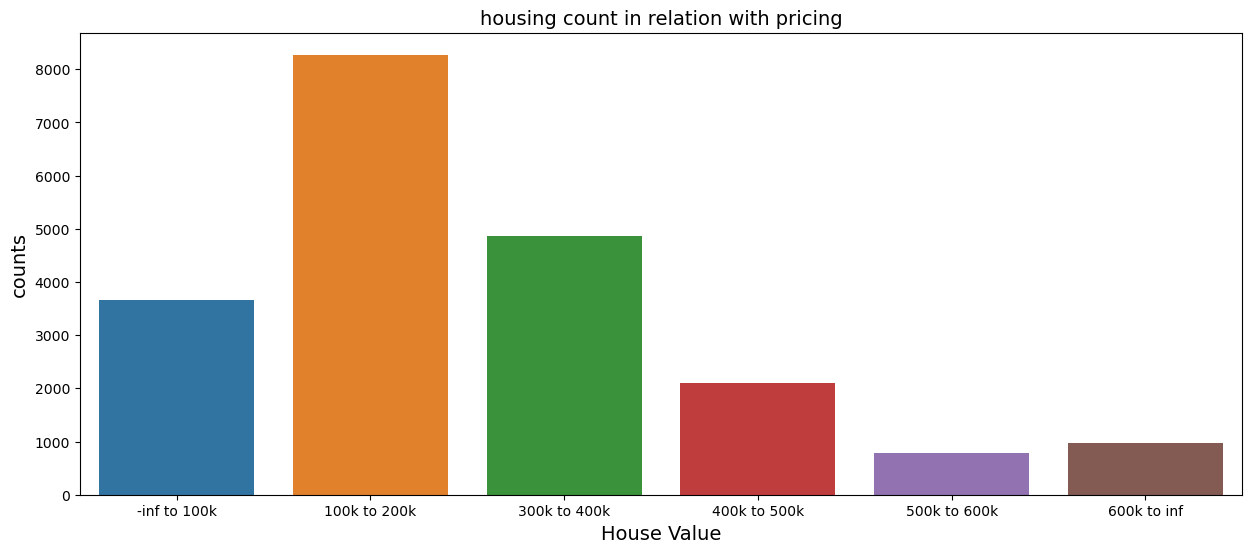 housing count in relation with pricing
counts
8000
7000
6000
5000
4000
3000
2000
1000
0
-inf to 100k
100k to 200k
300k to 400k
400k to 500k
500k to 600k
600k to inf
House Value